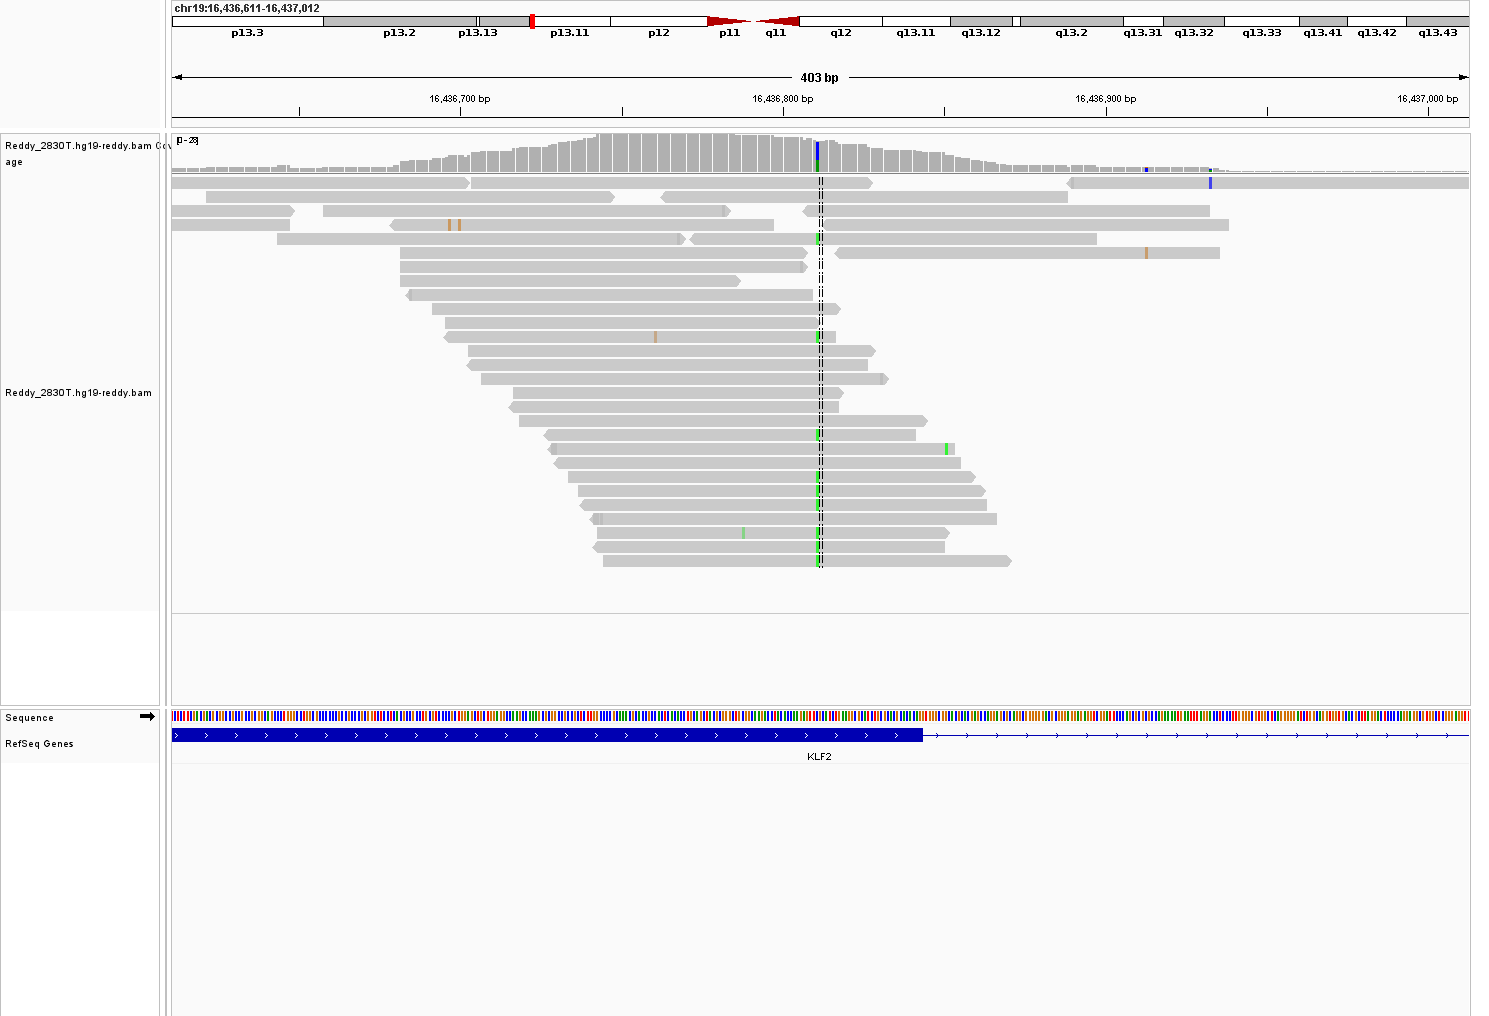 chr19:16,436,611-16,437,012
p13.3 p13.2 p13.13 p13.11 p12 p11 q11 q12 q13.11 q13.12 q13.2 q13.31 q13.32 q13.33 q13.41 q13.42 q13.43
403 bp
16,436,700 bp 16,436,800 bp 16,436,900 bp 16,437,000 bp
[0-28]
Reddy_2830T.hg19-reddy.bam Cov
age
Reddy_2830T.hg19-reddy.bam
Sequence
RefSeq Genes
KLF2